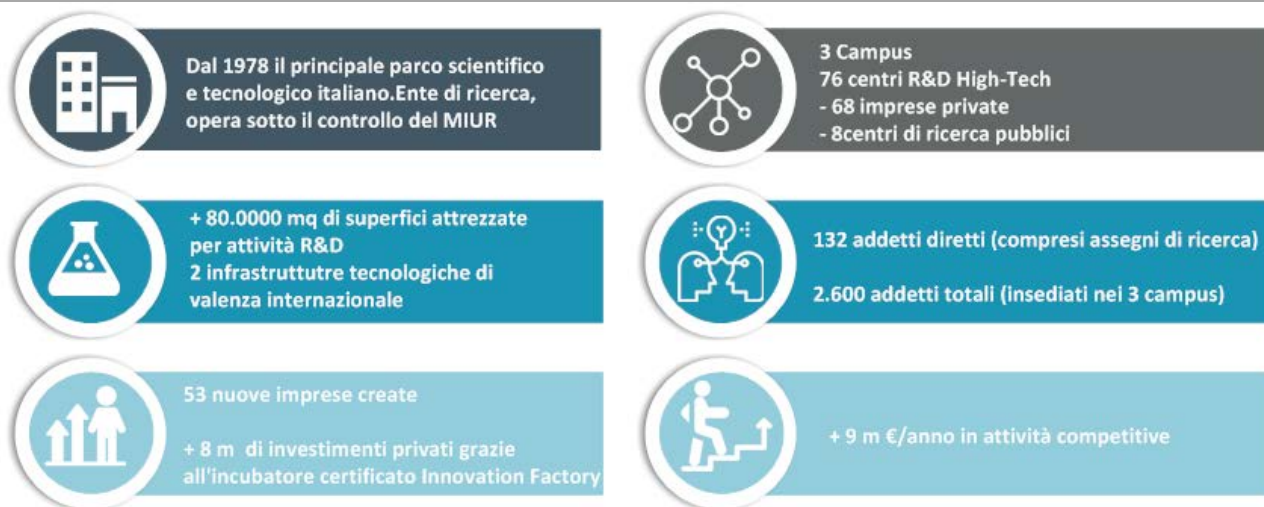 Dal 1978 il principale parco scientifico
e tecnologico italiano.Ente di ricerca,
opera sotto il controllo del MIUR
3 Campus
76 centri R&D High-Tech
- 68 imprese private
- 8centri di ricerca pubblici
+ 80.0000 mq di superfici attrezzate
per attività R&D
2 infrastruttutre tecnologiche di
valenza internazionale
132 addetti diretti (compresi assegni di ricerca)
2.600 addetti totali (insediati nei 3 campus)
53 nuove imprese create
+ 8 m di investimenti privati grazie
all'incubatore certificato Innovation Factory
+ 9 m €/anno in attività competitive